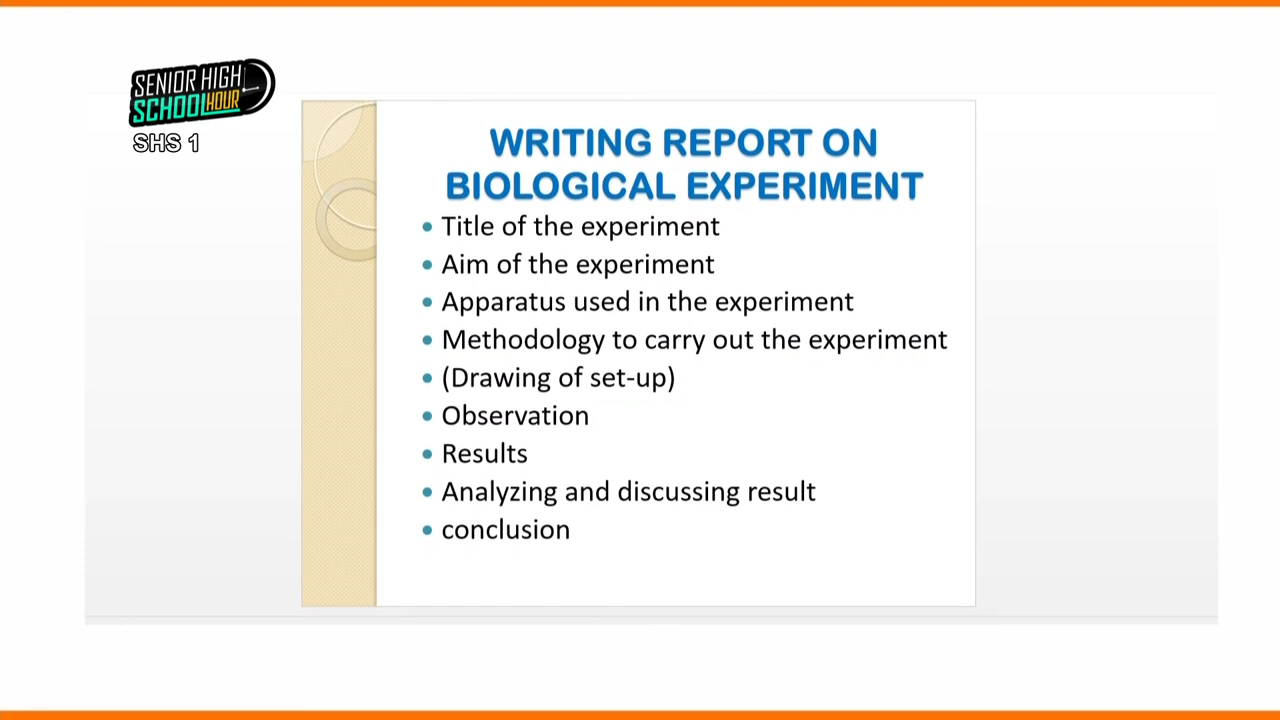 SENIOR HIGH
SCHOOL HOUR
SHS 1
WRITING REPORT ON
BIOLOGICAL EXPERIMENT
• Title of the experiment
• Aim of the experiment
• Apparatus used in the experiment
• Methodology to carry out the experiment
• (Drawing of set-up)
• Observation
• Results
• Analyzing and discussing result
• conclusion